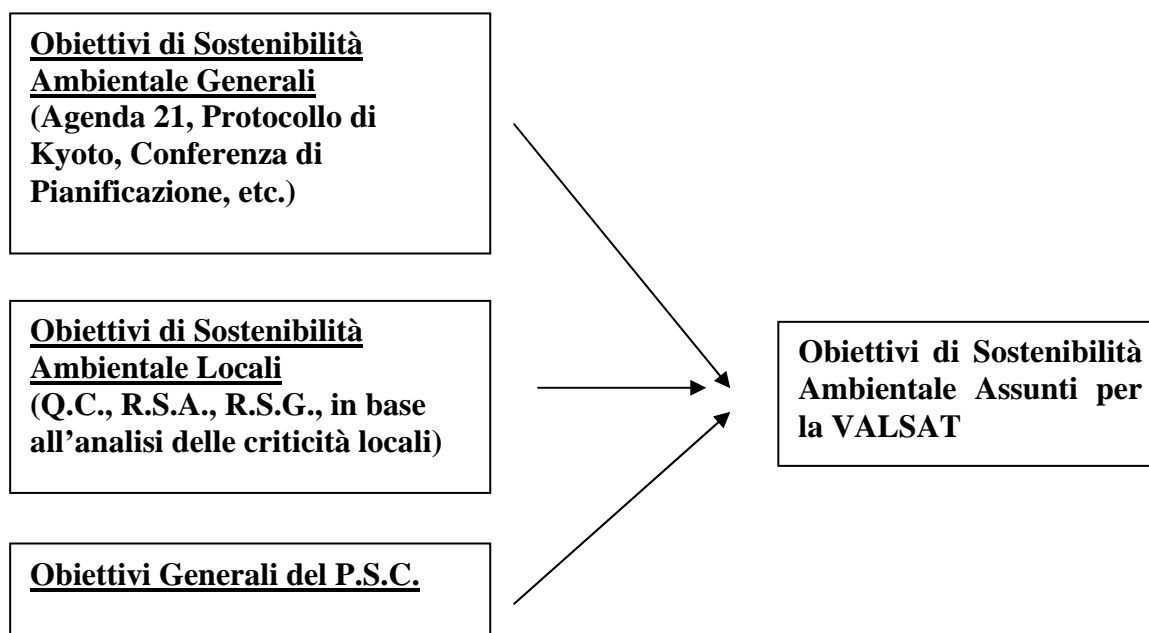 Obiettivi di Sostenibilità
Ambientale Generali
(Agenda 21, Protocollo di
Kyoto, Conferenza di
Pianificazione, etc.)
Obiettivi di Sostenibilità
Ambientale Locali
(Q.C., R.S.A., R.S.G., in base
all’analisi delle criticità locali)
Obiettivi Generali del P.S.C.
Obiettivi di Sostenibilità
Ambientale Assunti per
la VALSAT